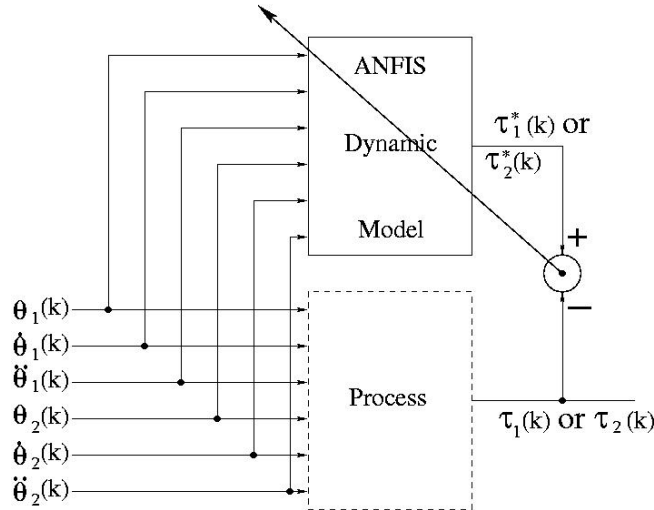 ANFIS
Dynamic
Model
τ*₁(k) or
τ*₂(k)
+
−
θ₁(k)
θ̇₁(k)
θ̈₁(k)
θ₂(k)
θ̇₂(k)
θ̈₂(k)
Process
τ₁(k) or τ₂(k)